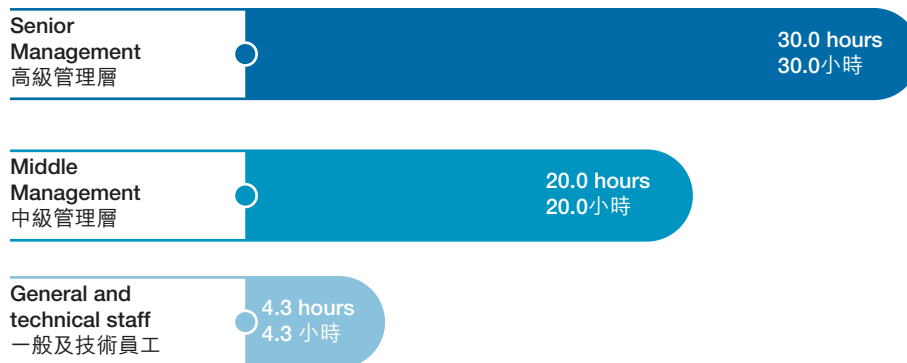 Senior
Management
高級管理層
30.0 hours
30.0小時
Middle
Management
中級管理層
20.0 hours
20.0小時
General and
technical staff
一般及技術員工
4.3 hours
4.3 小時